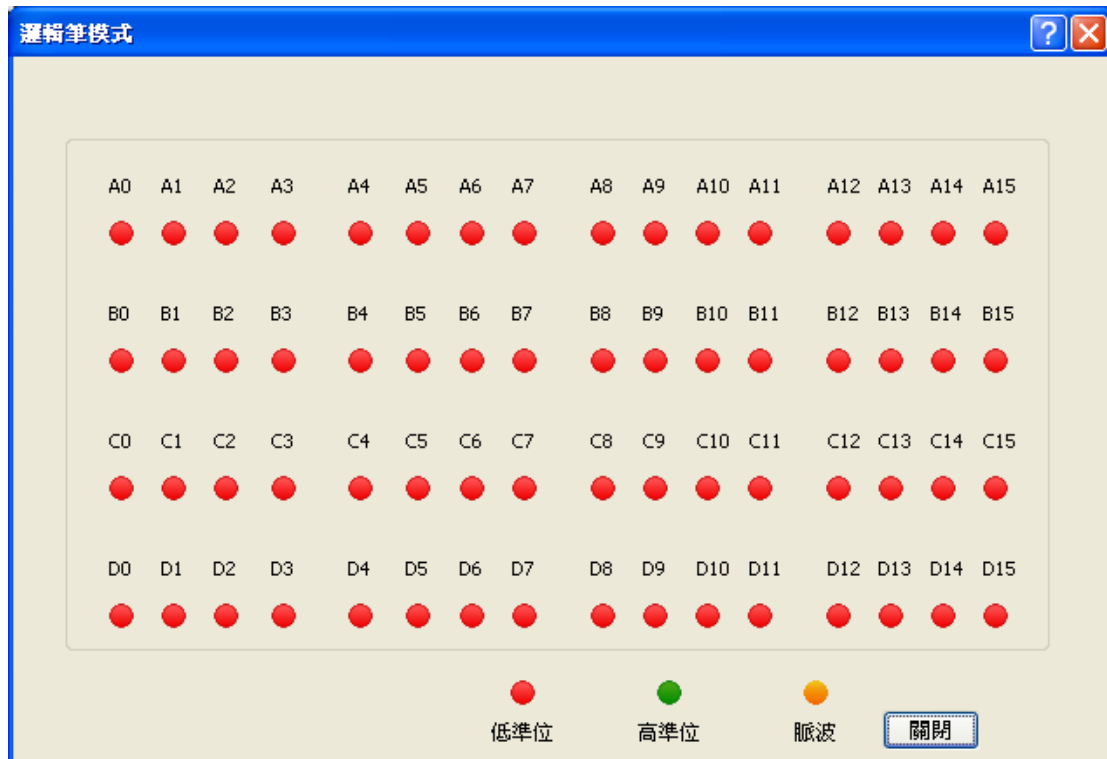 邏輯筆模式
A0 A1 A2 A3 A4 A5 A6 A7 A8 A9 A10 A11 A12 A13 A14 A15
B0 B1 B2 B3 B4 B5 B6 B7 B8 B9 B10 B11 B12 B13 B14 B15
C0 C1 C2 C3 C4 C5 C6 C7 C8 C9 C10 C11 C12 C13 C14 C15
D0 D1 D2 D3 D4 D5 D6 D7 D8 D9 D10 D11 D12 D13 D14 D15
低準位 高準位 脈波 關閉